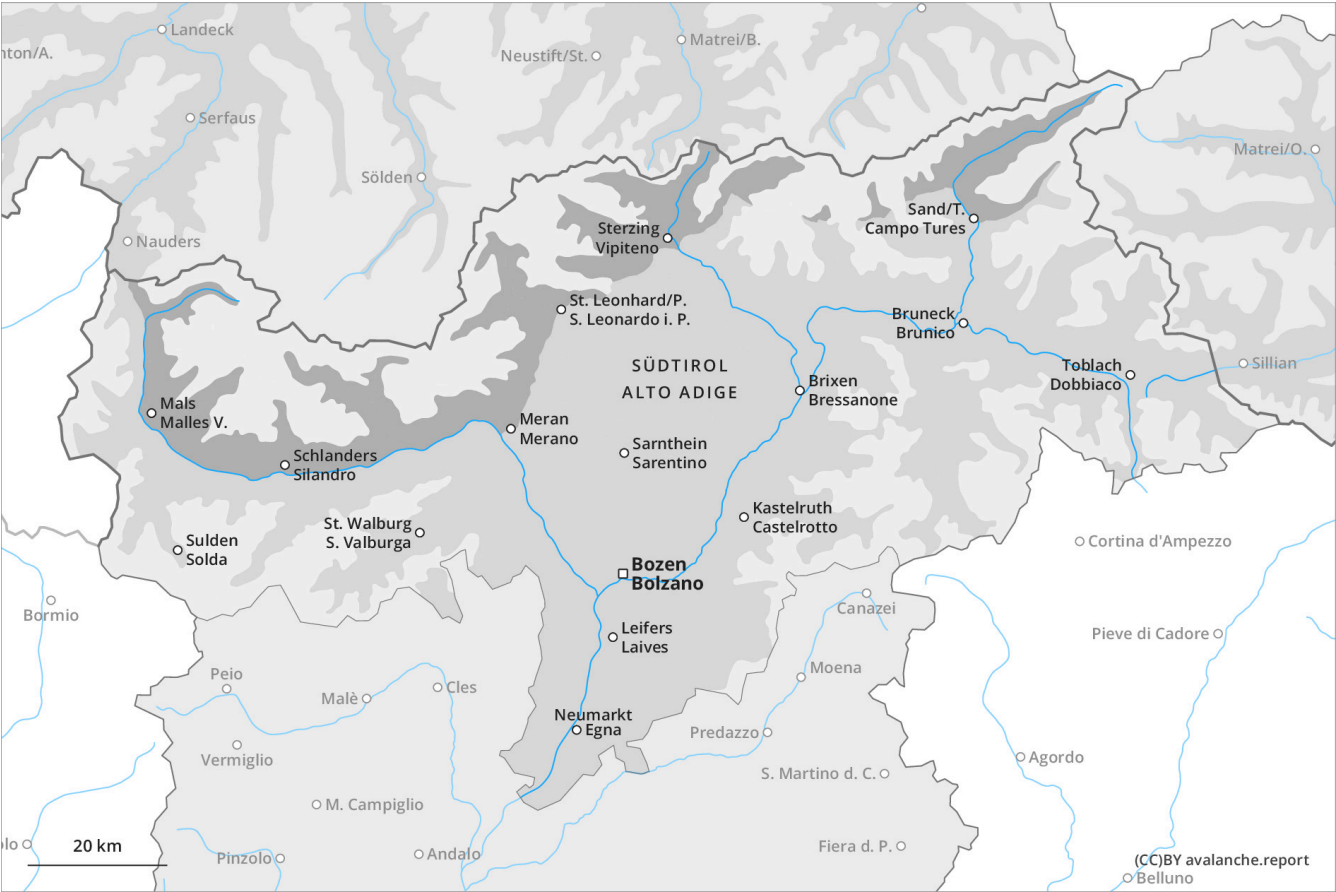 Landeck
nton/A.
Neustift/St.
Matrei/B.
Serfaus
Matrei/O.
Sölden
Sand/T.
Campo Tures
Sterzing
Vipiteno
Nauders
St. Leonhard/P.
S. Leonardo i. P.
Bruneck
Brunico
SÜDTIROL
ALTO ADIGE
Toblach
Dobbiaco
Sillian
Brixen
Bressanone
Mals
Malles V.
Meran
Merano
Schlanders
Silandro
Sarnthein
Sarentino
Kastelruth
Castelrotto
St. Walburg
S. Valburga
Sulden
Solda
Cortina d'Ampezzo
Bozen
Bolzano
Bormio
Canazei
Leifers
Laives
Pieve di Cadore
Moena
Peio
Malè
Cles
Neumarkt
Egna
Predazzo
Vermiglio
Agordo
S. Martino d. C.
M. Campiglio
20 km
lo
Pinzolo
Andalo
Fiera d. P.
(CC)BY avalanche.report
Belluno